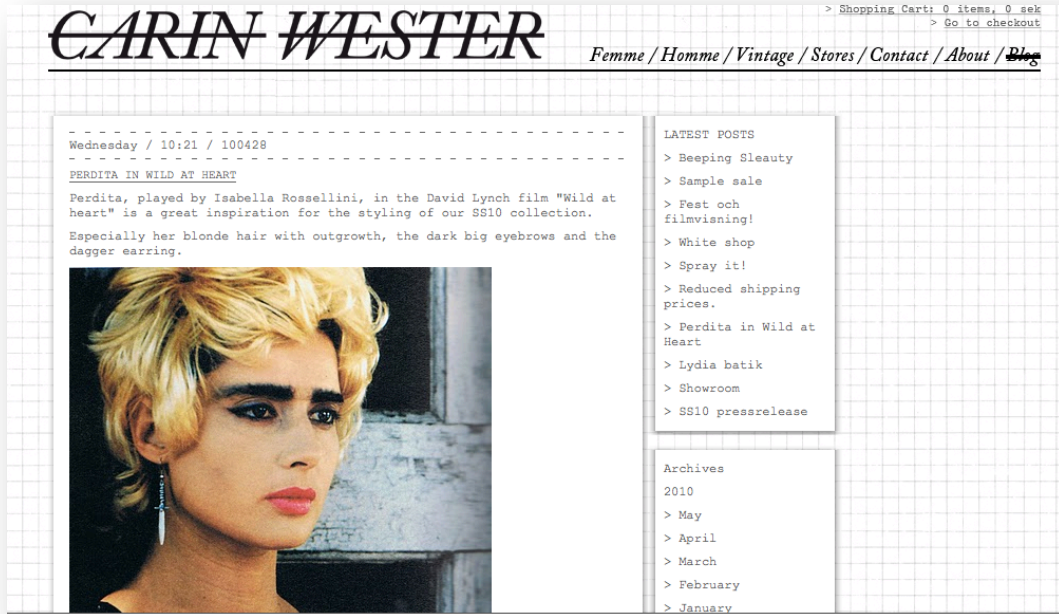 > Shopping Cart: 0 items, 0 sek
> Go to checkout
CARIN WESTER
Femme / Homme / Vintage / Stores / Contact / About / Blog
Wednesday / 10:21 / 100428
PERDITA IN WILD AT HEART
Perdita, played by Isabella Rossellini, in the David Lynch film "Wild at
heart" is a great inspiration for the styling of our SS10 collection.
Especially her blonde hair with outgrowth, the dark big eyebrows and the
dagger earring.
LATEST POSTS
> Beeping Sleauty
> Sample sale
> Fest och
filmvisning!
> White shop
> Spray it!
> Reduced shipping
prices.
> Perdita in Wild at
Heart
> Lydia batik
> Showroom
> SS10 pressrelease
Archives
2010
> May
> April
> March
> February
> January